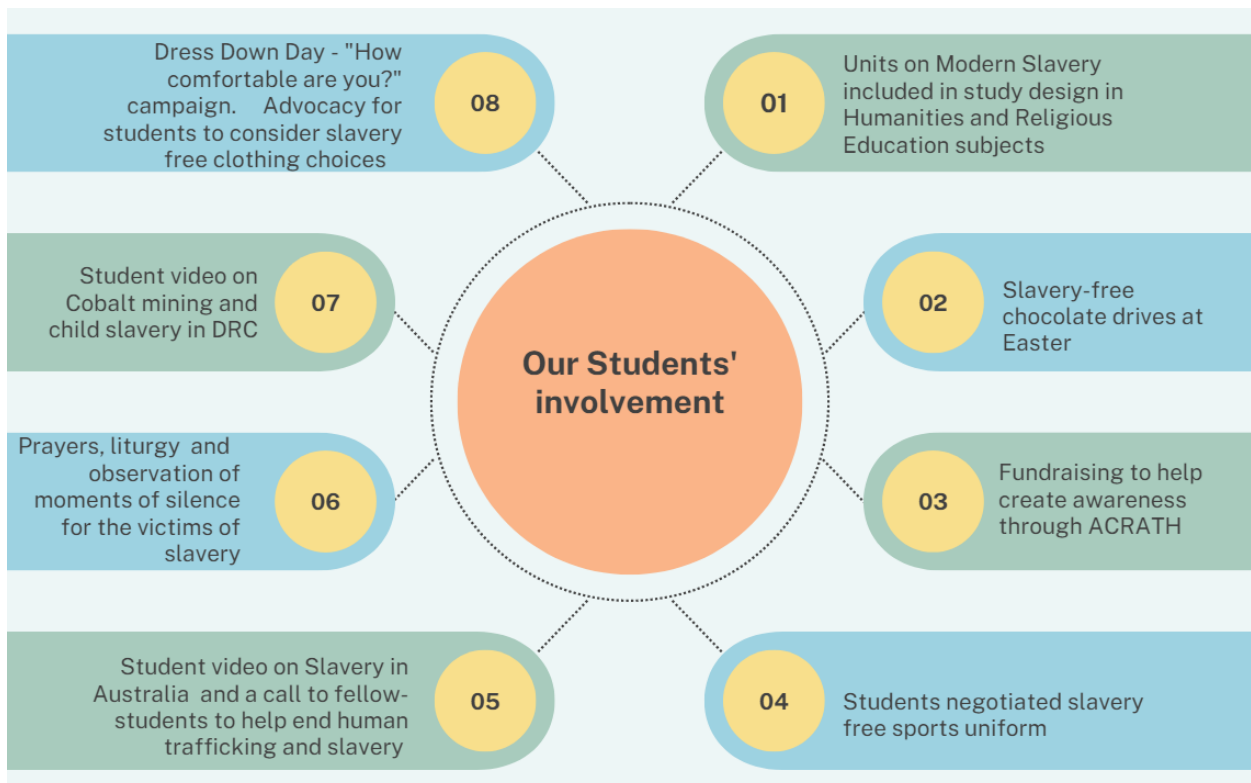 Our Students'
involvement
01
Units on Modern Slavery
included in study design in
Humanities and Religious
Education subjects
02
Slavery-free
chocolate drives at
Easter
03
Fundraising to help
create awareness
through ACRATH
04
Students negotiated slavery
free sports uniform
05
Student video on Slavery in
Australia and a call to fellow-
students to help end human
trafficking and slavery
06
Prayers, liturgy and
observation of
moments of silence
for the victims of
slavery
07
Student video on
Cobalt mining and
child slavery in DRC
08
Dress Down Day - "How
comfortable are you?"
campaign. Advocacy for
students to consider slavery
free clothing choices